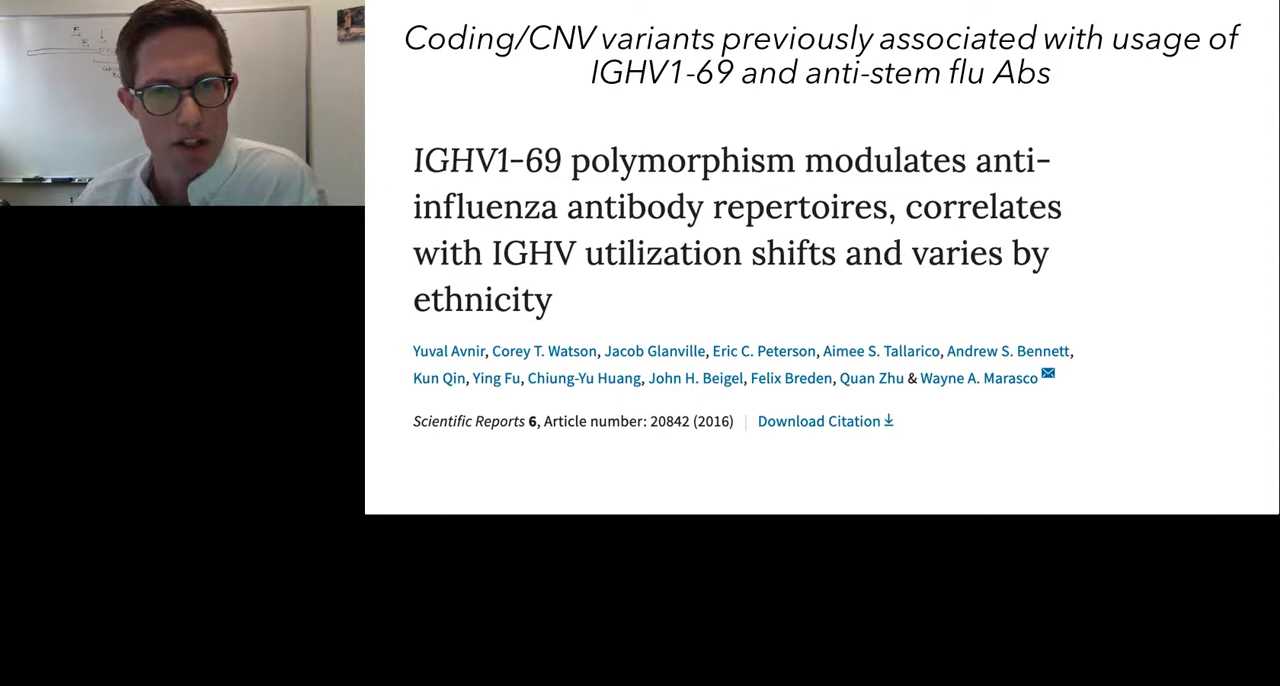 Coding/CNV variants previously associated with usage of
IGHV1-69 and anti-stem flu Abs
IGHV1-69 polymorphism modulates anti-
influenza antibody repertoires, correlates
with IGHV utilization shifts and varies by
ethnicity
Yuval Avnir, Corey T. Watson, Jacob Glanville, Eric C. Peterson, Aimee S. Tallarico, Andrew S. Bennett,
Kun Qin, Ying Fu, Chiung-Yu Huang, John H. Beigel, Felix Breden, Quan Zhu & Wayne A. Marasco
Scientific Reports 6, Article number: 20842 (2016) | Download Citation